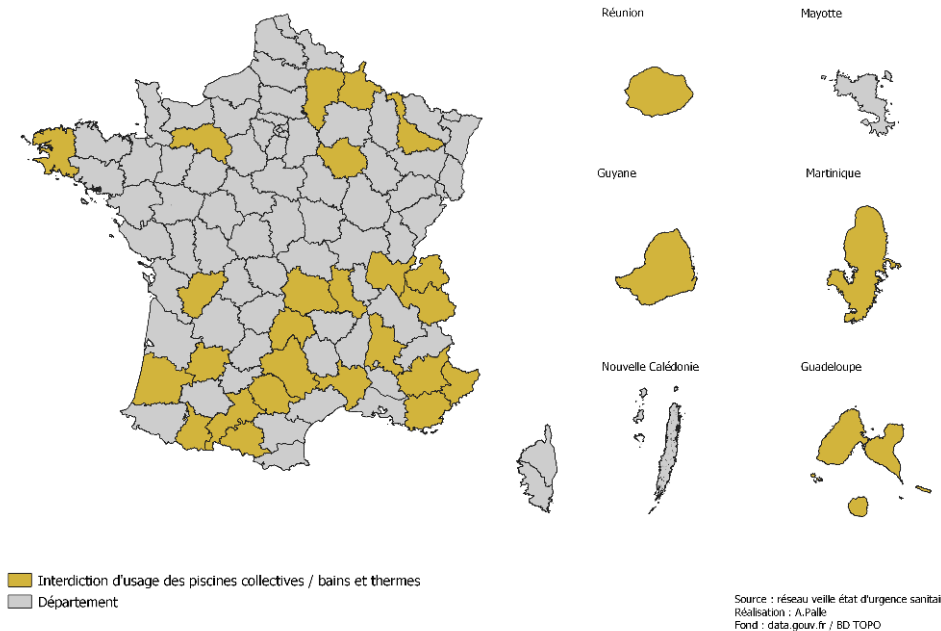 Réunion
Mayotte
Guyane
Martinique
Nouvelle Calédonie
Guadeloupe
Interdiction d'usage des piscines collectives / bains et thermes
Département
Source : réseau veille état d'urgence sanitai
Réalisation : A.Palle
Fond : data.gouv.fr / BD TOPO